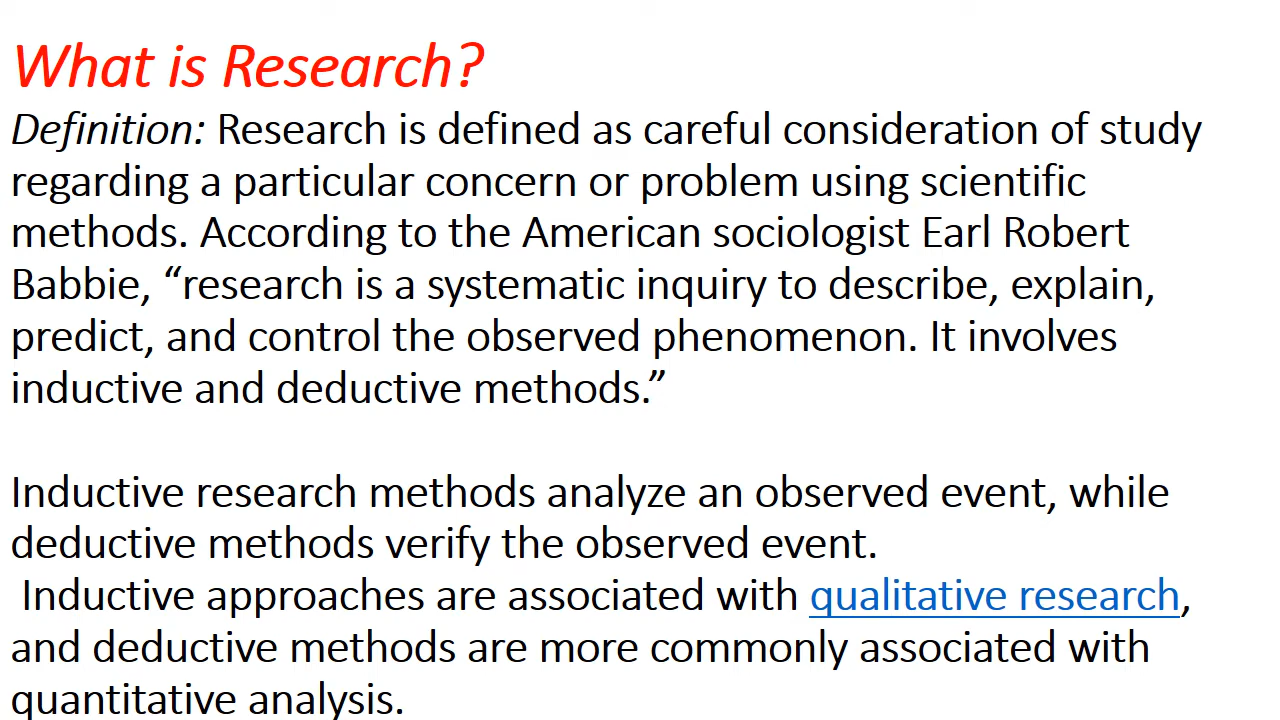 What is Research?
Definition: Research is defined as careful consideration of study
regarding a particular concern or problem using scientific
methods. According to the American sociologist Earl Robert
Babbie, “research is a systematic inquiry to describe, explain,
predict, and control the observed phenomenon. It involves
inductive and deductive methods.”
Inductive research methods analyze an observed event, while
deductive methods verify the observed event.
Inductive approaches are associated with qualitative research,
and deductive methods are more commonly associated with
quantitative analysis.